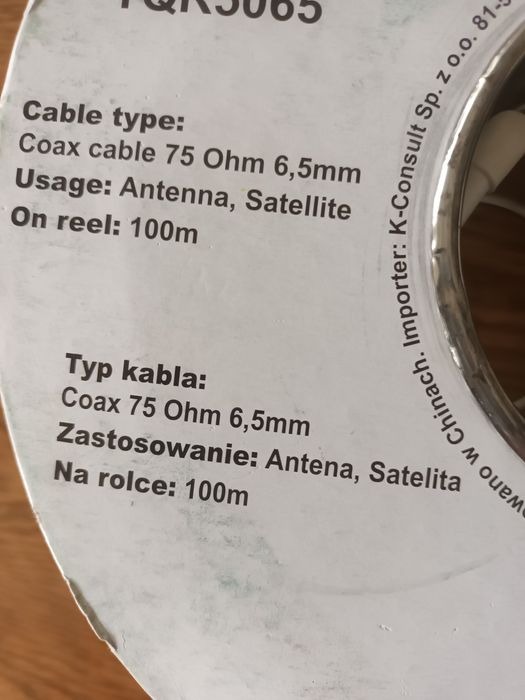 Cable type:
Coax cable 75 Ohm 6,5mm
Usage: Antenna, Satellite
On reel: 100m
Typ kabla:
Coax 75 Ohm 6,5mm
Zastosowanie: Antena, Satelita
Na rolce: 100m
w Chinach. Importer: K-Consult Sp. z o.o.